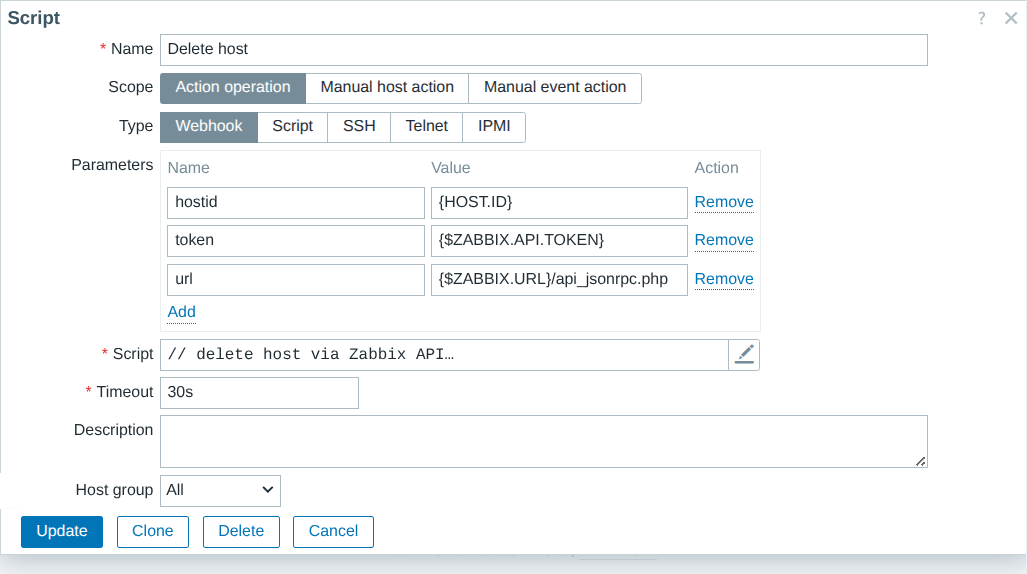 Script ?
* Name Delete host
Scope Action operation Manual host action Manual event action
Type Webhook Script SSH Telnet IPMI
Parameters Name Value Action
hostid {HOST.ID} Remove
token {$ZABBIX.API.TOKEN} Remove
url {$ZABBIX.URL}/api_jsonrpc.php Remove
Add
* Script // delete host via Zabbix API…
* Timeout 30s
Description
Host group All
Update Clone Delete Cancel